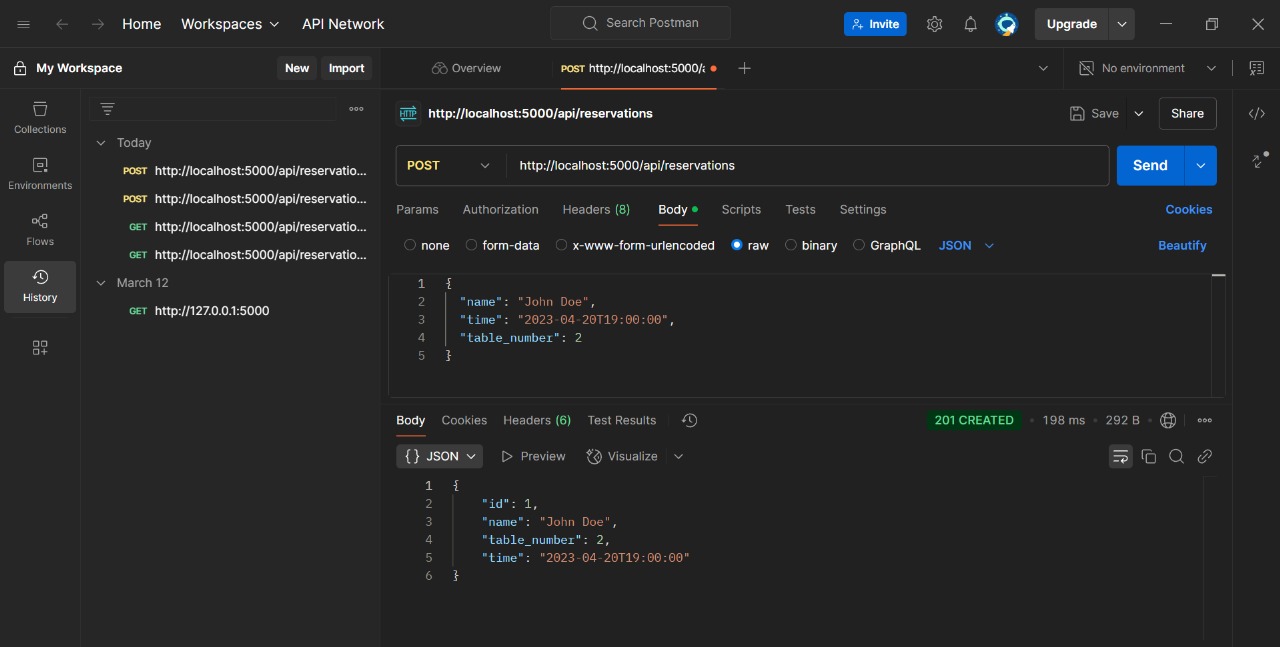 Home Workspaces API Network Search Postman Invite Upgrade
My Workspace New Import Overview POST http://localhost:5000/a No environment
Collections
Environments
Flows
History
Today
POST http://localhost:5000/api/reservatio...
POST http://localhost:5000/api/reservatio...
GET http://localhost:5000/api/reservatio...
GET http://localhost:5000/api/reservatio...
March 12
GET http://127.0.0.1:5000
HTTP http://localhost:5000/api/reservations Save Share
POST http://localhost:5000/api/reservations Send
Params Authorization Headers (8) Body Scripts Tests Settings Cookies
none form-data x-www-form-urlencoded raw binary GraphQL JSON Beautify
1 {
2 "name": "John Doe",
3 "time": "2023-04-20T19:00:00",
4 "table_number": 2
5 }
Body Cookies Headers (6) Test Results 201 CREATED 198 ms 292 B
{} JSON Preview Visualize
1 {
2 "id": 1,
3 "name": "John Doe",
4 "table_number": 2,
5 "time": "2023-04-20T19:00:00"
6 }